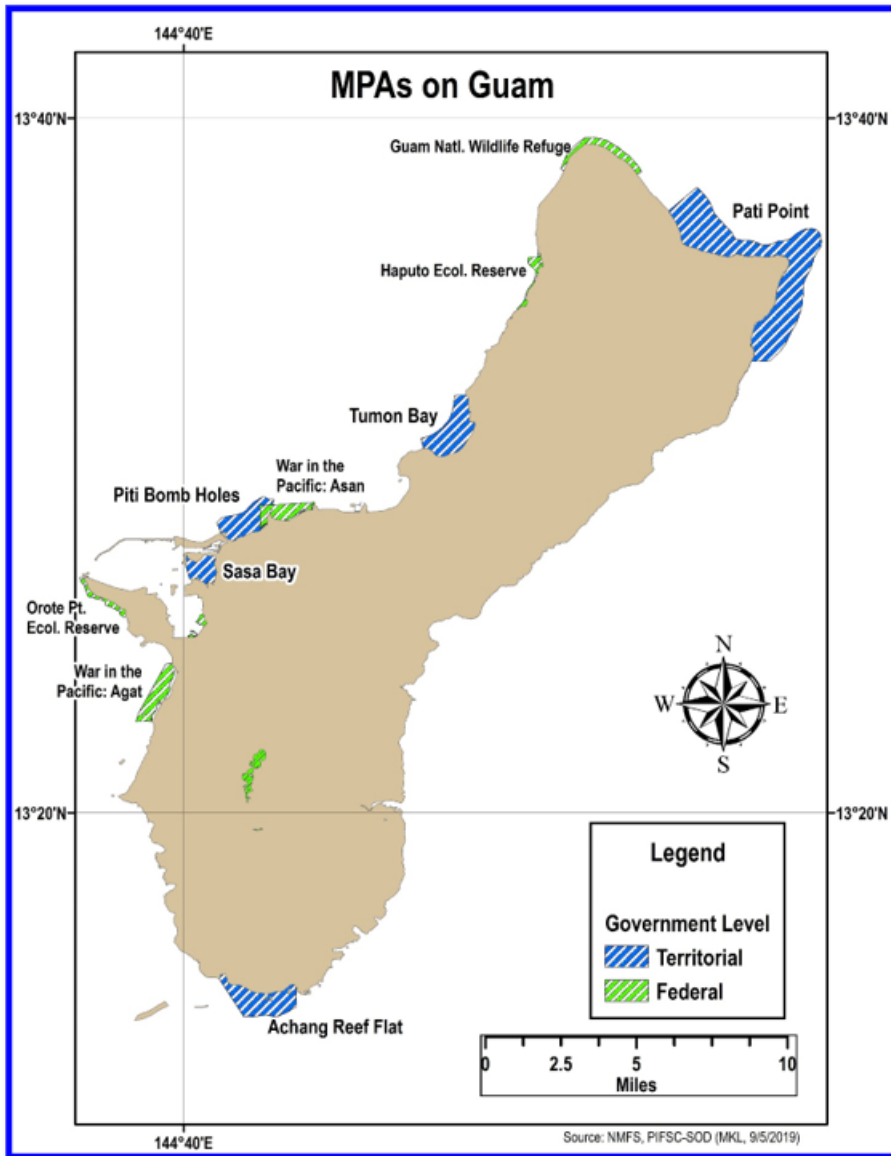 144°40'E
MPAs on Guam
13°40'N
13°40'N
Guam Natl. Wildlife Refuge
Pati Point
Haputo Ecol. Reserve
Tumon Bay
War in the
Pacific: Asan
Piti Bomb Holes
Sasa Bay
Orote Pt.
Ecol. Reserve
War in the
Pacific: Agat
N
W
E
S
13°20'N
13°20'N
Legend
Government Level
Territorial
Federal
Achang Reef Flat
0
2.5
5
10
Miles
144°40'E
Source: NMFS, PIFSC-SOD (MKL, 9/5/2019)